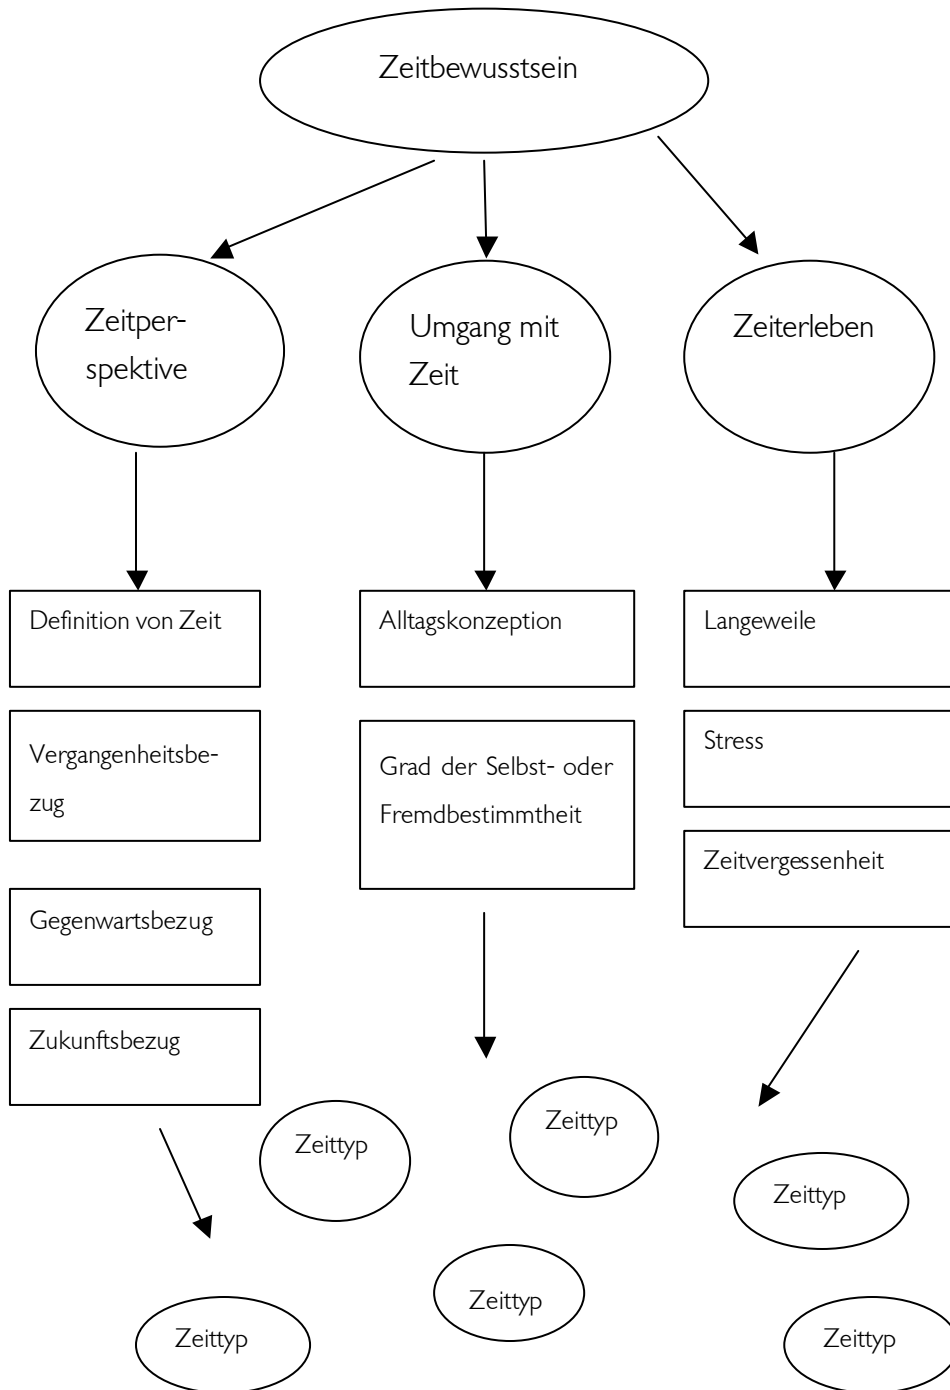 Zeitbewusstsein
Zeitper-
spektive
Umgang mit
Zeit
Zeiterleben
Definition von Zeit
Vergangenheitsbe-
zug
Gegenwartsbezug
Zukunftsbezug
Alltagskonzeption
Grad der Selbst- oder
Fremdbestimmtheit
Langeweile
Stress
Zeitvergessenheit
Zeittyp
Zeittyp
Zeittyp
Zeittyp
Zeittyp
Zeittyp